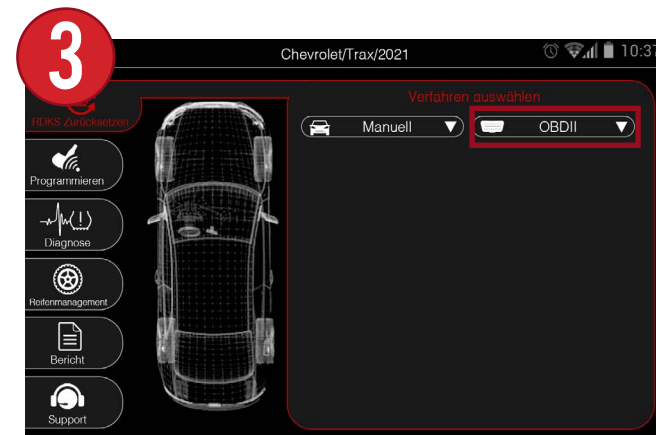 3
Chevrolet/Trax/2021
10:37
RDKS Zurücksetzen
Verfahren auswählen
Manuell
OBDII
Programmieren
Diagnose
Reifenmanagement
Bericht
Support